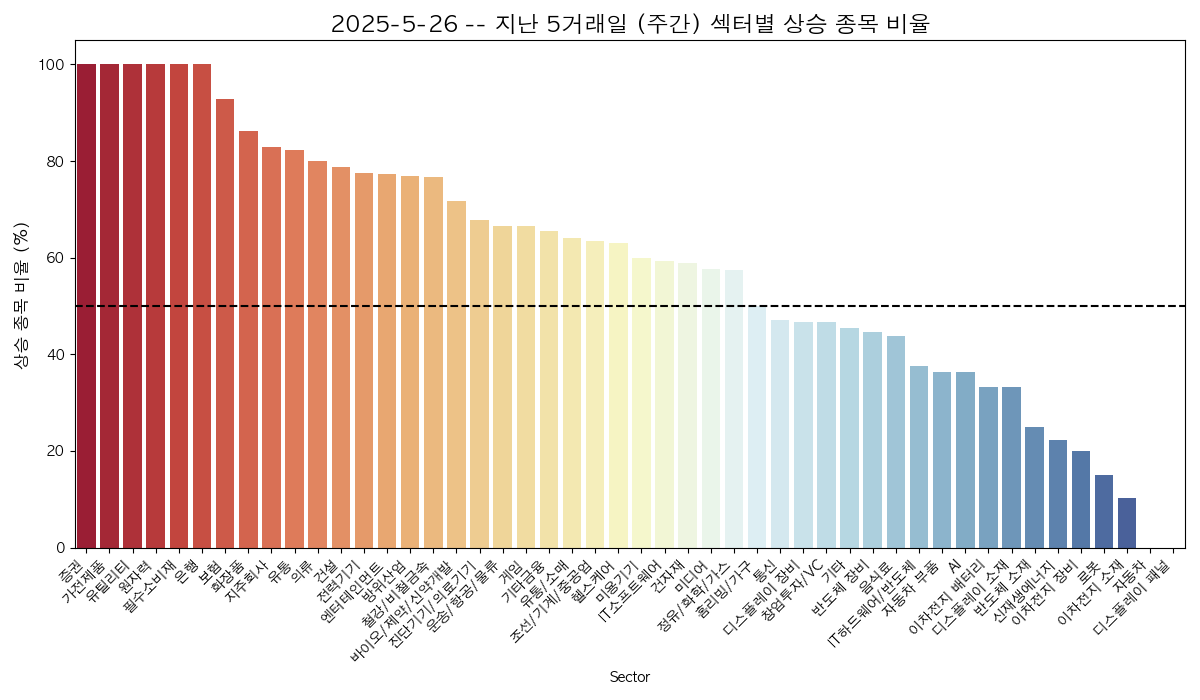 2025-5-26 -- 지난 5거래일 (주간) 섹터별 상승 종목 비율
상승 종목 비율 (%)
100
80
60
40
20
0
증권
가전제품
유틸리티
원자력
필수소비재
은행
보험
화장품
지주회사
유통
의류
건설
전력기기
엔터테인먼트
방위산업
철강/비철금속
바이오/제약/신약개발
진단기기/의료기기
운송/항공/물류
게임
기타금융
유통/소매
조선/기계/중공업
헬스케어
미용기기
IT소프트웨어
건자재
미디어
정유/화학/가스
홈리빙/가구
통신
디스플레이 장비
창업투자/VC
기타
반도체 장비
음식료
IT하드웨어/반도체
자동차 부품
AI
이차전지 배터리
디스플레이 소재
반도체 소재
신재생에너지
이차전지 장비
로봇
이차전지 소재
자동차
디스플레이 패널
Sector